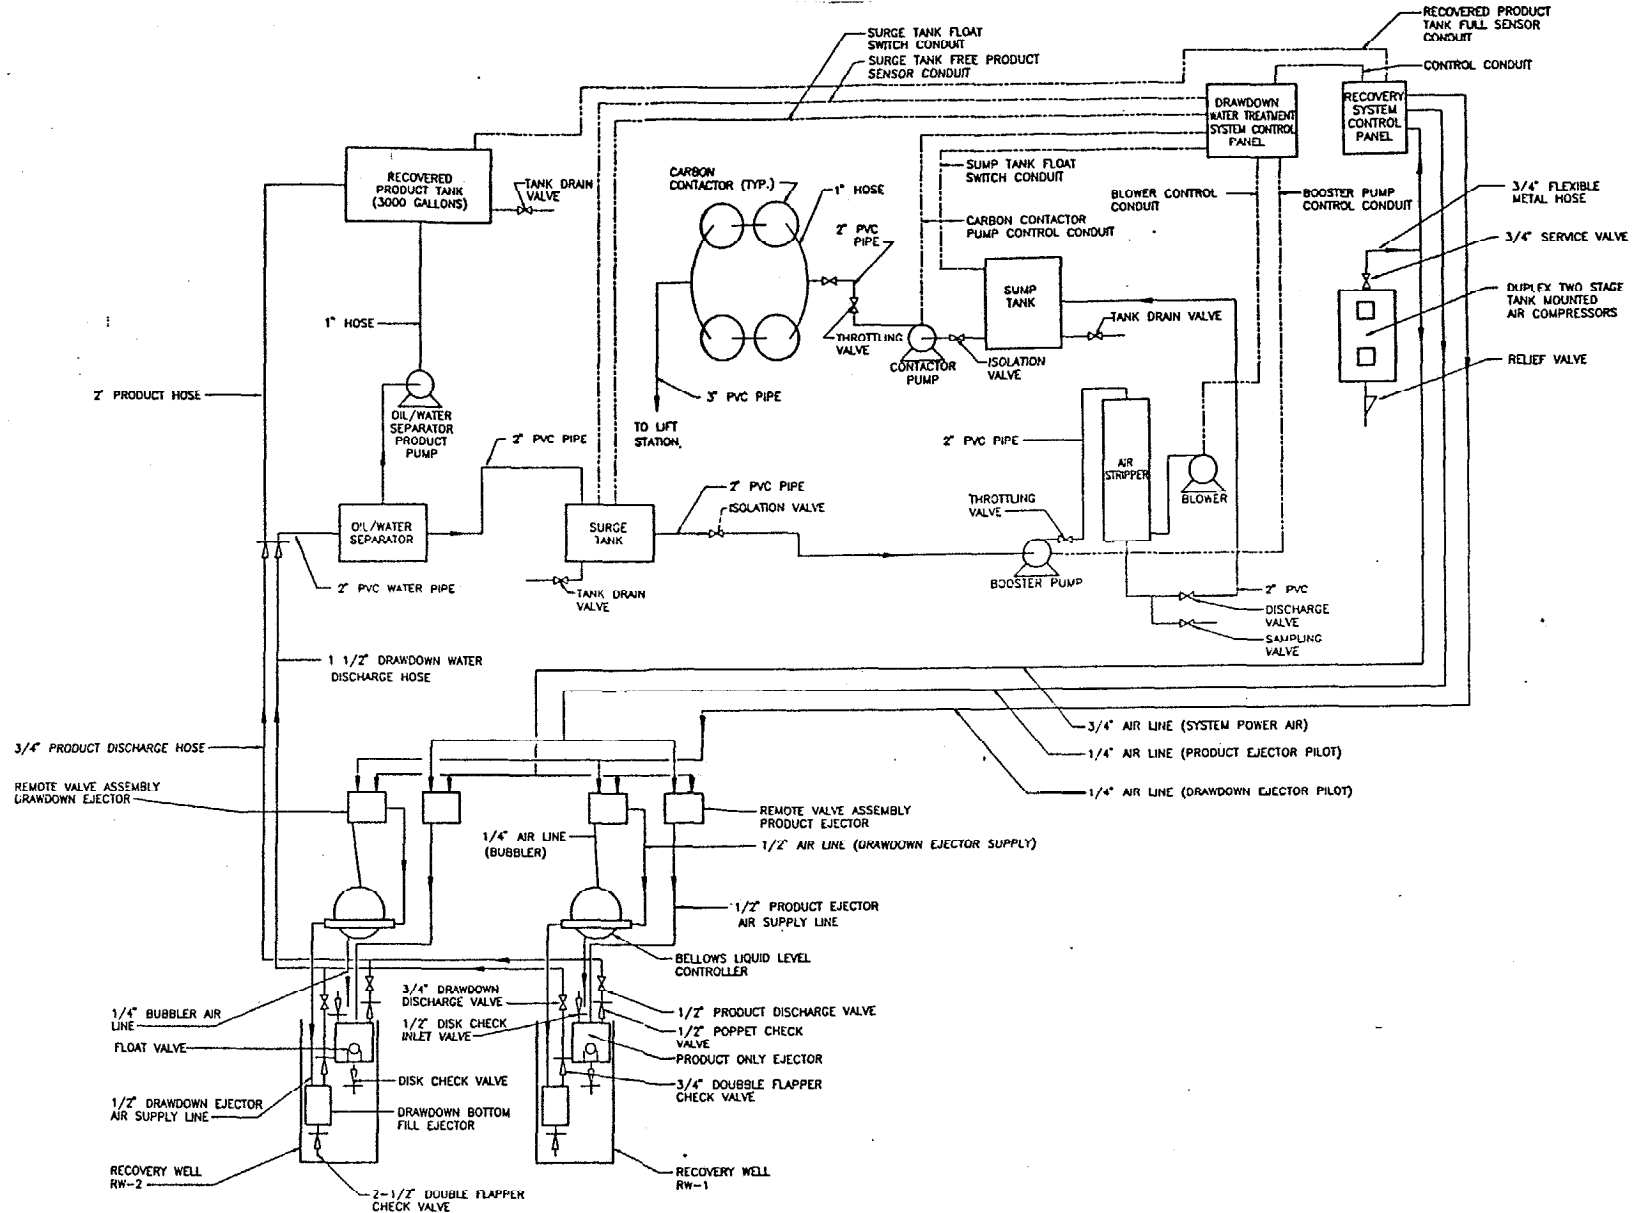 RECOVERED PRODUCT
TANK FULL SENSOR
CONDUIT
SURGE TANK FLOAT
SWITCH CONDUIT
SURGE TANK FREE PRODUCT
SENSOR CONDUIT
CONTROL CONDUIT
DRAWDOWN
WATER TREATMENT
SYSTEM CONTROL
PANEL
RECOVERY
SYSTEM
CONTROL
PANEL
RECOVERED
PRODUCT TANK
(3000 GALLONS)
TANK DRAIN
VALVE
CARBON
CONTACTOR (TYP.)
1" HOSE
2" PVC
PIPE
SUMP TANK FLOAT
SWITCH CONDUIT
CARBON CONTACTOR
PUMP CONTROL CONDUIT
BLOWER CONTROL
CONDUIT
BOOSTER PUMP
CONTROL CONDUIT
3/4" FLEXIBLE
METAL HOSE
3/4" SERVICE VALVE
DUPLEX TWO STAGE
TANK MOUNTED
AIR COMPRESSORS
RELIEF VALVE
SUMP
TANK
TANK DRAIN VALVE
THROTTLING
VALVE
CONTACTOR
PUMP
ISOLATION
VALVE
1" HOSE
2" PRODUCT HOSE
OIL/WATER
SEPARATOR
PRODUCT
PUMP
3" PVC PIPE
TO LIFT
STATION.
2" PVC PIPE
2" PVC PIPE
AIR
STRIPPER
BLOWER
OIL/WATER
SEPARATOR
SURGE
TANK
2" PVC PIPE
ISOLATION VALVE
THROTTLING
VALVE
BOOSTER PUMP
2" PVC WATER PIPE
TANK DRAIN
VALVE
2" PVC
DISCHARGE
VALVE
SAMPLING
VALVE
1 1/2" DRAWDOWN WATER
DISCHARGE HOSE
3/4" PRODUCT DISCHARGE HOSE
3/4" AIR LINE (SYSTEM POWER AIR)
1/4" AIR LINE (PRODUCT EJECTOR PILOT)
1/4" AIR LINE (DRAWDOWN EJECTOR PILOT)
REMOTE VALVE ASSEMBLY
DRAWDOWN EJECTOR
REMOTE VALVE ASSEMBLY
PRODUCT EJECTOR
1/4" AIR LINE
(BUBBLER)
1/2" AIR LINE (DRAWDOWN EJECTOR SUPPLY)
1/2" PRODUCT EJECTOR
AIR SUPPLY LINE
BELLOWS LIQUID LEVEL
CONTROLLER
3/4" DRAWDOWN
DISCHARGE VALVE
1/2" PRODUCT DISCHARGE VALVE
1/4" BUBBLER AIR
LINE
1/2" DISK CHECK
INLET VALVE
1/2" POPPET CHECK
VALVE
FLOAT VALVE
PRODUCT ONLY EJECTOR
DISK CHECK VALVE
3/4" DOUBBLE FLAPPER
CHECK VALVE
1/2" DRAWDOWN EJECTOR
AIR SUPPLY LINE
DRAWDOWN BOTTOM
FILL EJECTOR
RECOVERY WELL
RW-2
RECOVERY WELL
RW-1
2-1/2" DOUBLE FLAPPER
CHECK VALVE